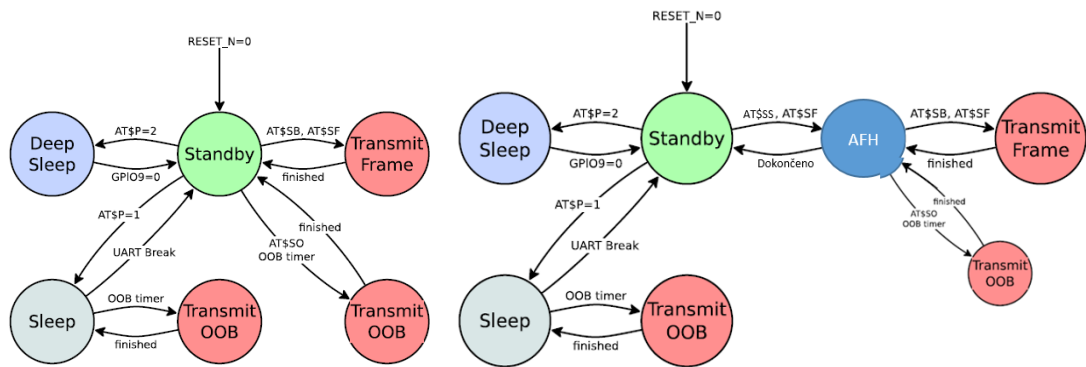 RESET_N=0
Deep
Sleep
AT$P=2
GPIO9=0
Standby
AT$SB, AT$SF
finished
Transmit
Frame
AT$P=1
UART Break
AT$SO
OOB timer
finished
Sleep
OOB timer
finished
Transmit
OOB
Transmit
OOB
RESET_N=0
Deep
Sleep
AT$P=2
GPIO9=0
Standby
AT$SS, AT$SF
Dokončeno
AFH
AT$SB, AT$SF
finished
Transmit
Frame
AT$P=1
UART Break
AT$SO
OOB timer
finished
Transmit
OOB
Sleep
OOB timer
finished
Transmit
OOB